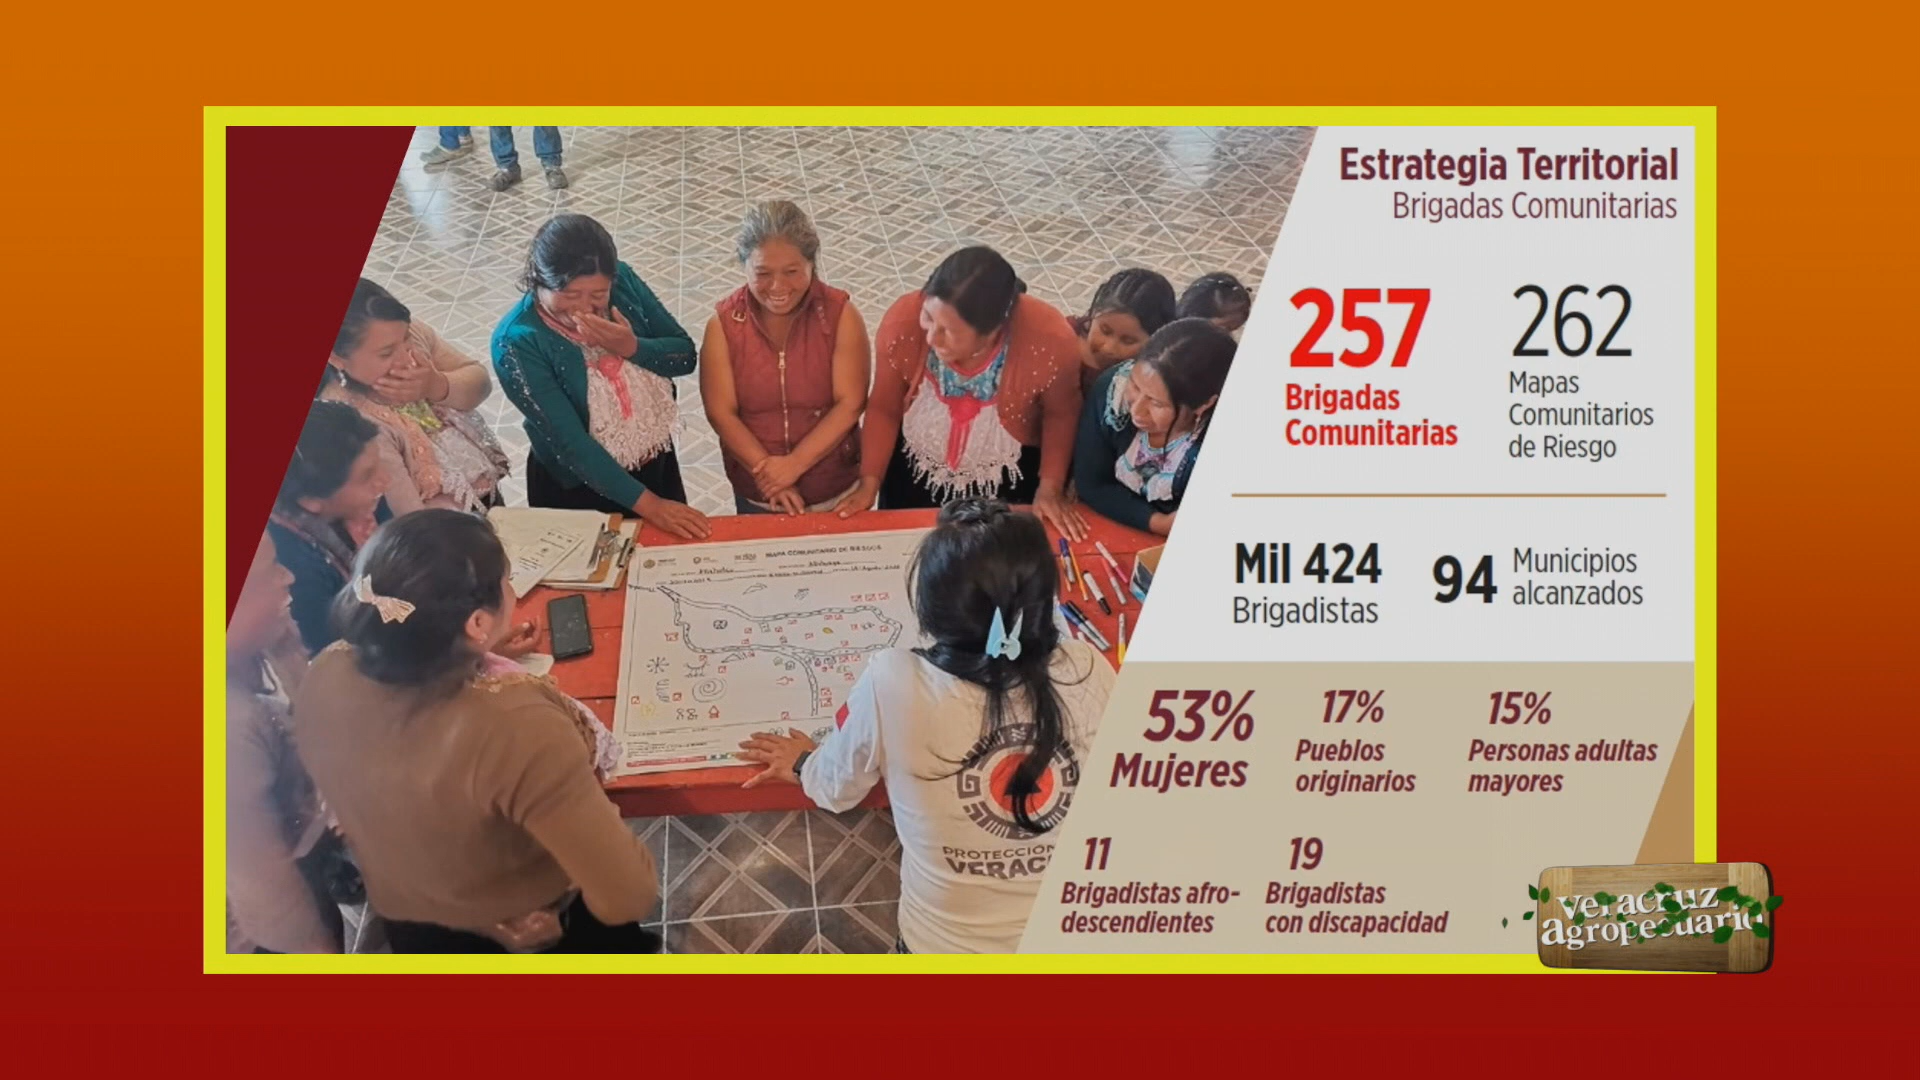 Estrategia Territorial
Brigadas Comunitarias
257
Brigadas
Comunitarias
262
Mapas
Comunitarios
de Riesgo
Mil 424
Brigadistas
94
Municipios
alcanzados
53%
Mujeres
17%
Pueblos
originarios
15%
Personas adultas
mayores
11
Brigadistas afro-
descendientes
19
Brigadistas
con discapacidad
MAPA COMUNITARIO DE RIESGOS
PROTECCIÓN
VERAC
veracruz
agropecuario